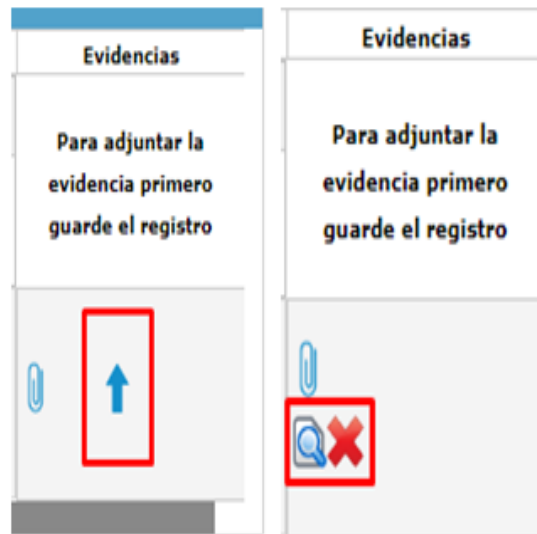 Evidencias
Para adjuntar la
evidencia primero
guarde el registro
Evidencias
Para adjuntar la
evidencia primero
guarde el registro